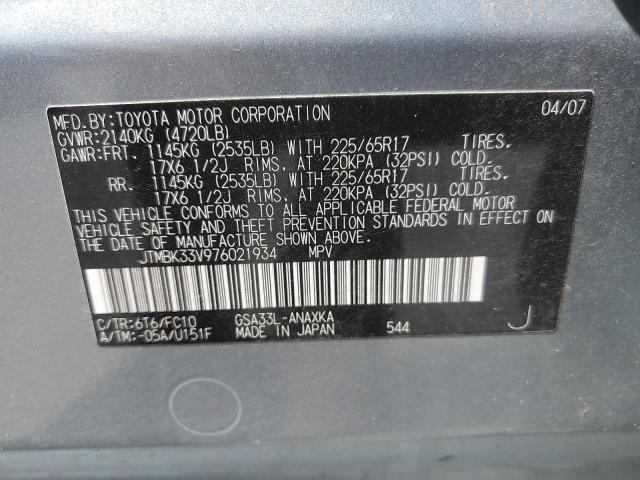 MFD.BY:TOYOTA MOTOR CORPORATION 04/07
GVWR:2140KG (4720LB)
GAWR:FRT. 1145KG (2535LB) WITH 225/65R17 TIRES.
17X6 1/2J RIMS, AT 220KPA (32PSI) COLD.
RR. 1145KG (2535LB) WITH 225/65R17 TIRES.
17X6 1/2J RIMS, AT 220KPA (32PSI) COLD.
THIS VEHICLE CONFORMS TO ALL APPLICABLE FEDERAL MOTOR
VEHICLE SAFETY AND THEFT PREVENTION STANDARDS IN EFFECT ON
THE DATE OF MANUFACTURE SHOWN ABOVE.
JTMBK33V976021934 MPV
C/TR:6T6/FC10 GSA33L-ANAXKA
A/TM:-05A/U151F MADE IN JAPAN 544 J